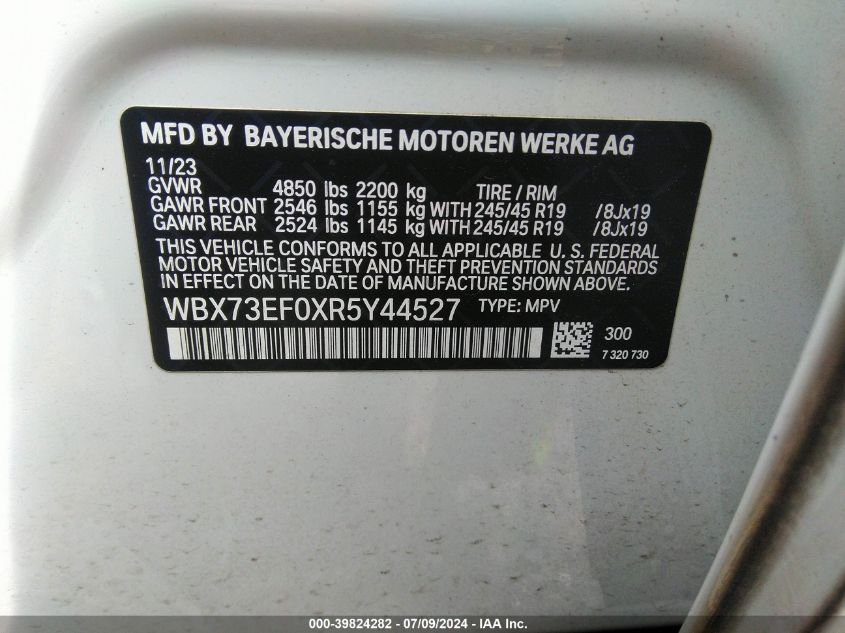 MFD BY BAYERISCHE MOTOREN WERKE AG
11/23
GVWR 4850 lbs 2200 kg TIRE / RIM
GAWR FRONT 2546 lbs 1155 kg WITH 245/45 R19 /8Jx19
GAWR REAR 2524 lbs 1145 kg WITH 245/45 R19 /8Jx19
THIS VEHICLE CONFORMS TO ALL APPLICABLE U. S. FEDERAL
MOTOR VEHICLE SAFETY AND THEFT PREVENTION STANDARDS
IN EFFECT ON THE DATE OF MANUFACTURE SHOWN ABOVE.
WBX73EF0XR5Y44527 TYPE: MPV
300
7 320 730
000-39824282 - 07/09/2024 - IAA Inc.